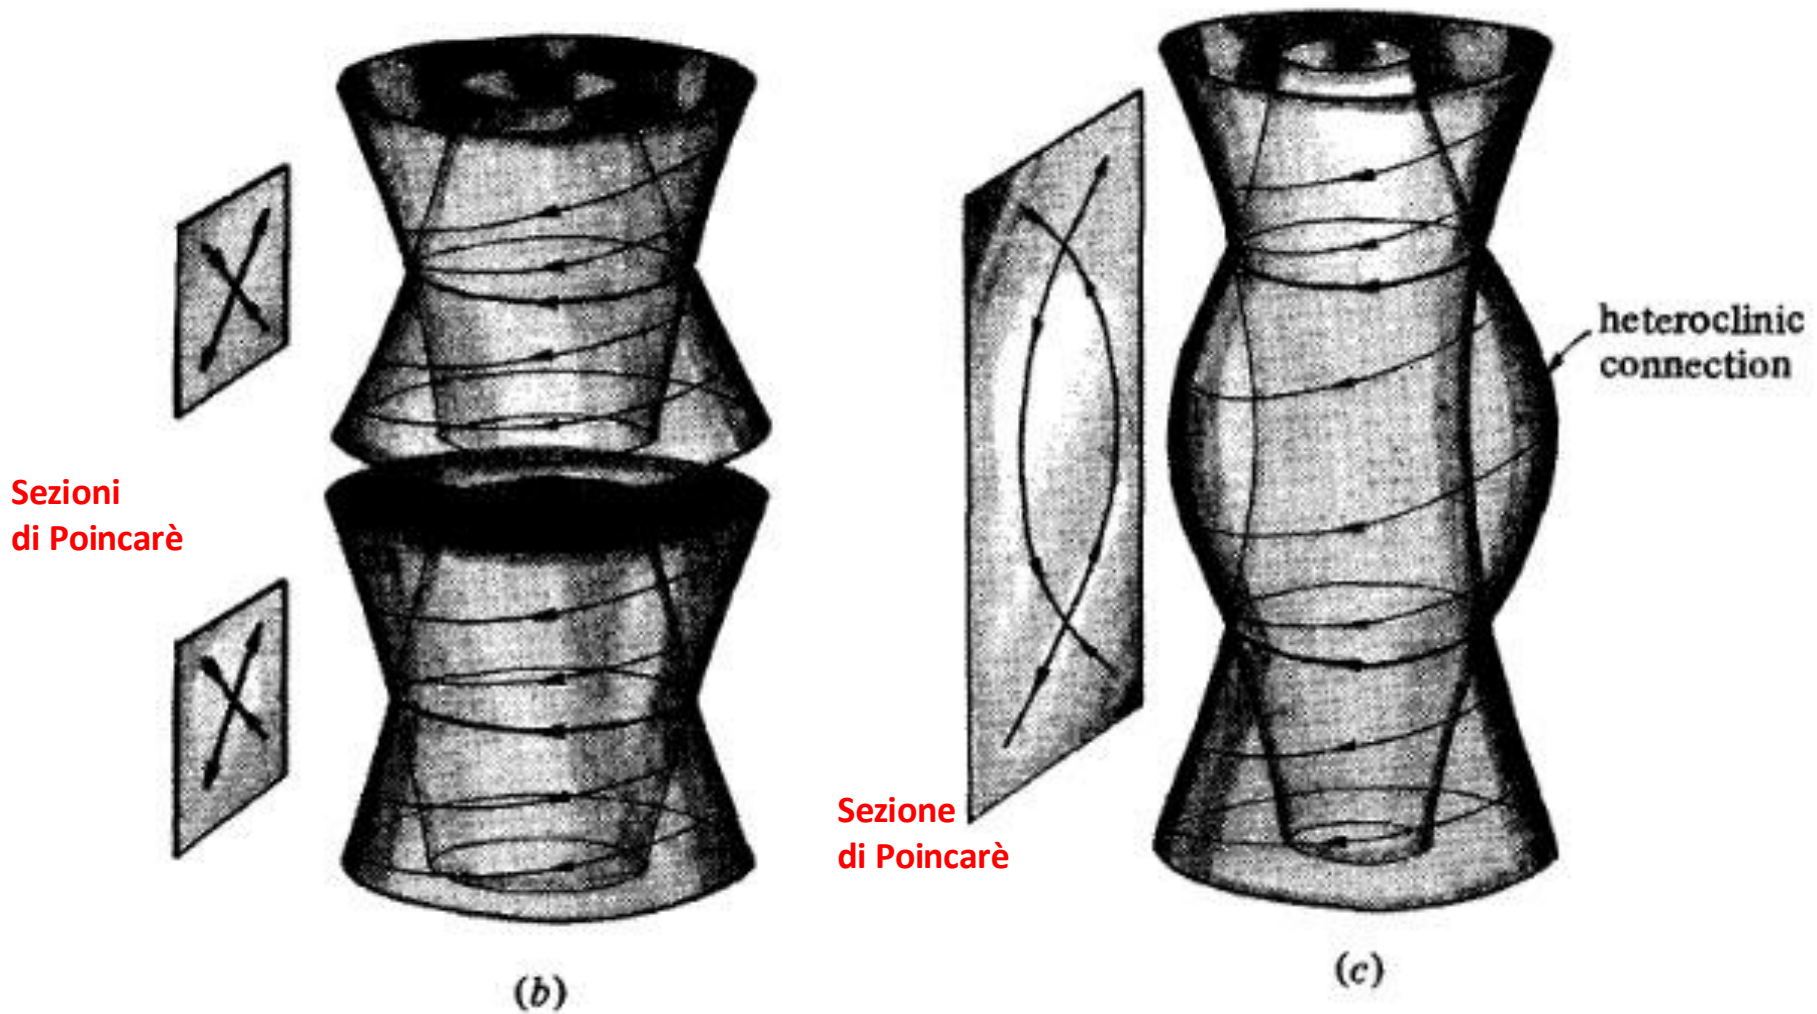 heteroclinic
connection
Sezioni
di Poincarè
Sezione
di Poincarè
(b)
(c)